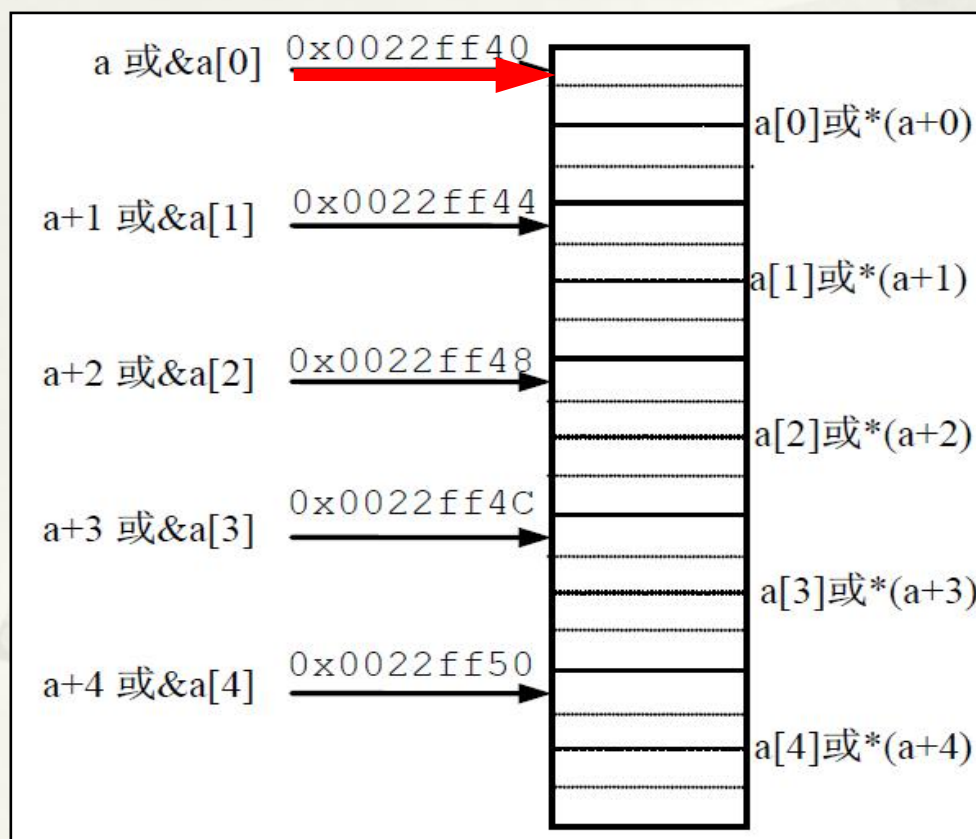 a 或&a[0] 0x0022ff40
a[0]或*(a+0)
a+1 或&a[1] 0x0022ff44
a[1]或*(a+1)
a+2 或&a[2] 0x0022ff48
a[2]或*(a+2)
a+3 或&a[3] 0x0022ff4C
a[3]或*(a+3)
a+4 或&a[4] 0x0022ff50
a[4]或*(a+4)